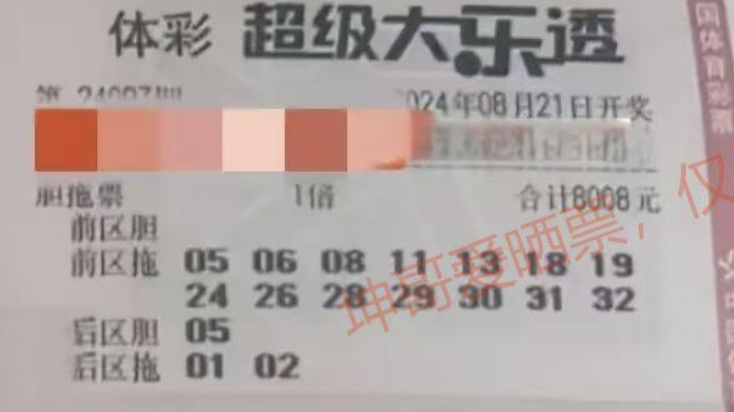 体彩 超级大乐透
第 24097期 2024年08月21日开奖
胆拖票 1倍 合计8008元
前区胆
前区拖 05 06 08 11 13 18 19
24 26 28 29 30 31 32
后区胆 05
后区拖 01 02
坤哥爱晒票,仅
国体育彩票